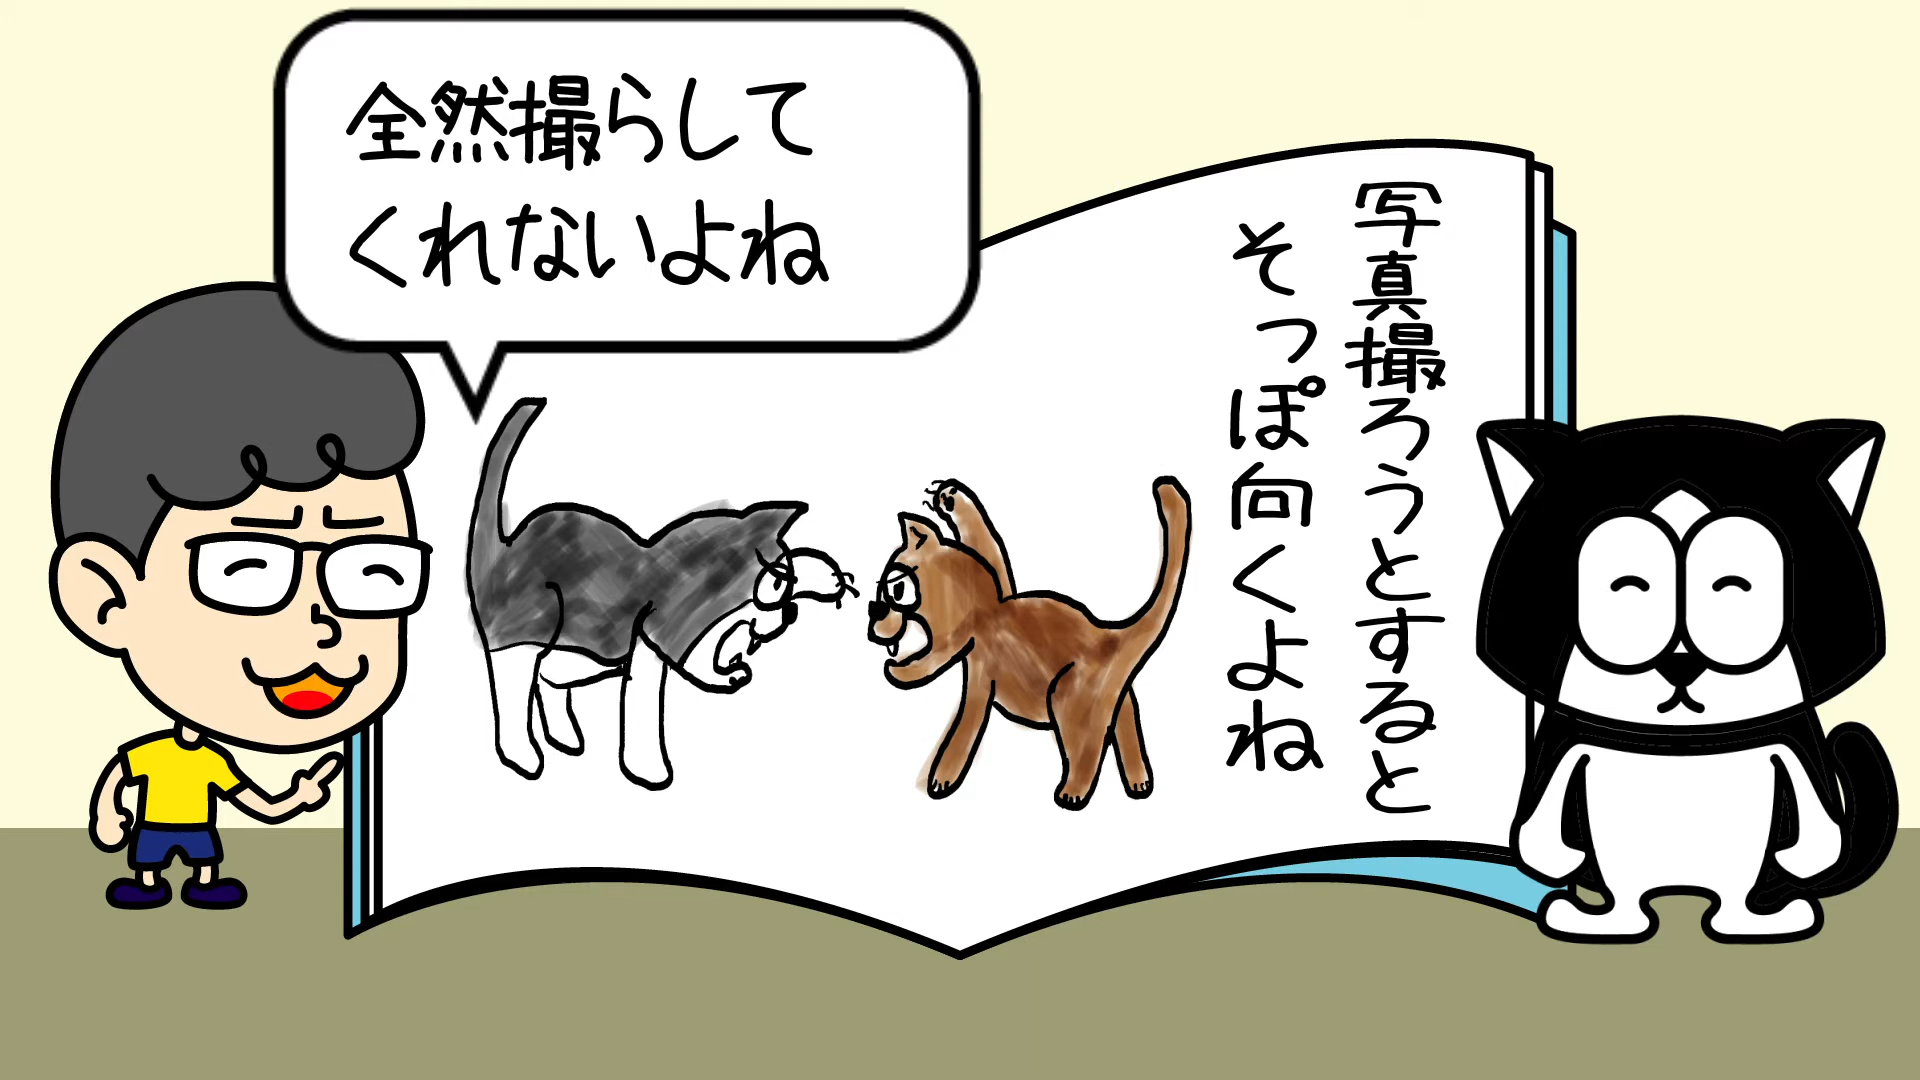 全然撮らして
くれないよね
写真撮ろうとすると
そっぽ向くよね